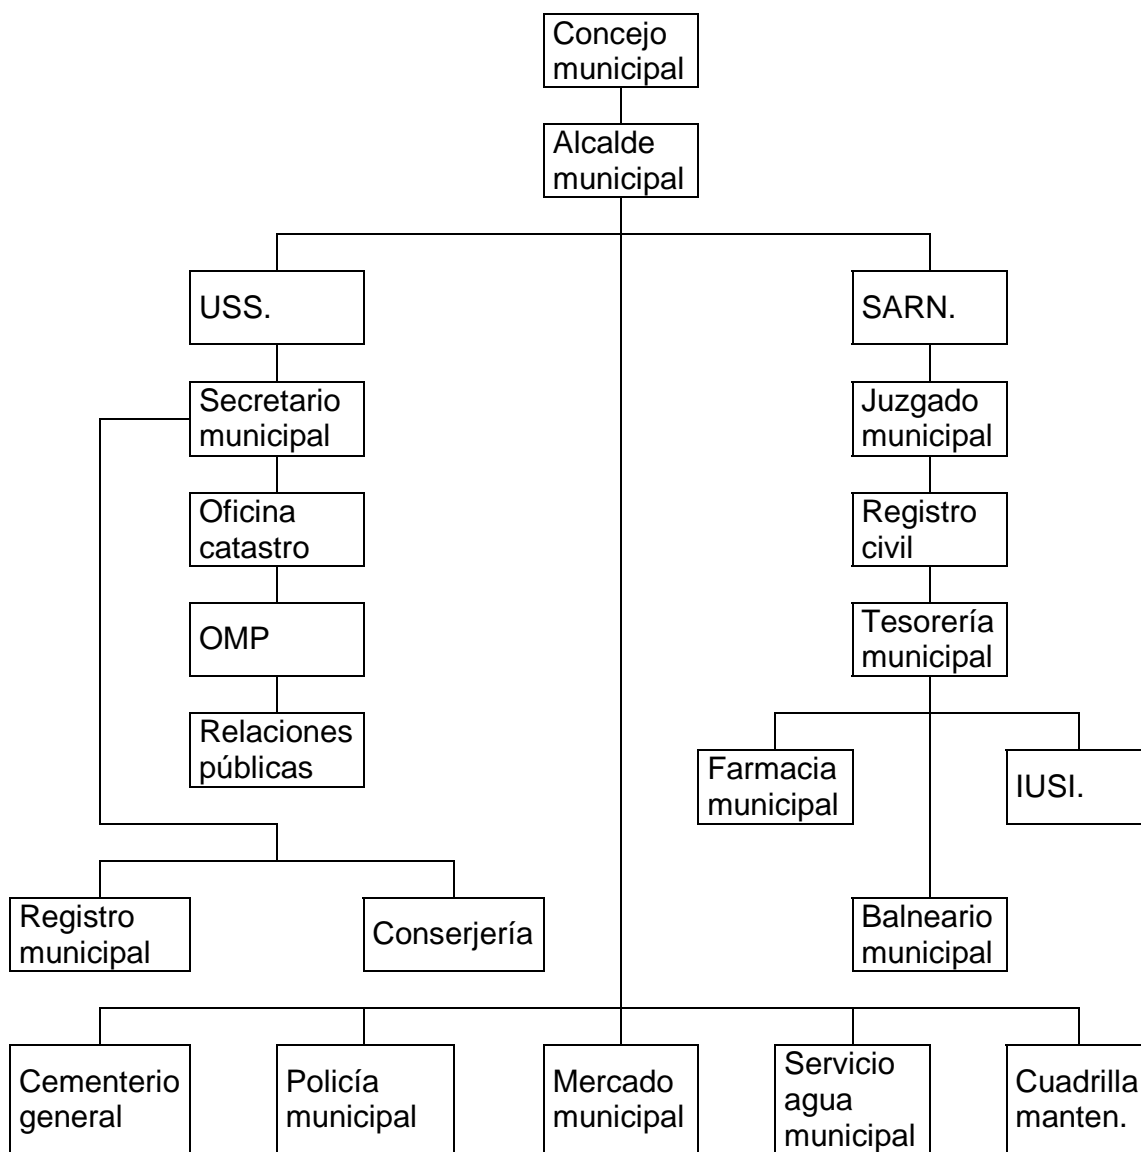 Concejo
municipal
Alcalde
municipal
USS.
SARN.
Secretario
municipal
Juzgado
municipal
Oficina
catastro
Registro
civil
OMP
Tesorería
municipal
Relaciones
públicas
Farmacia
municipal
IUSI.
Registro
municipal
Conserjería
Balneario
municipal
Cementerio
general
Policía
municipal
Mercado
municipal
Servicio
agua
municipal
Cuadrilla
manten.